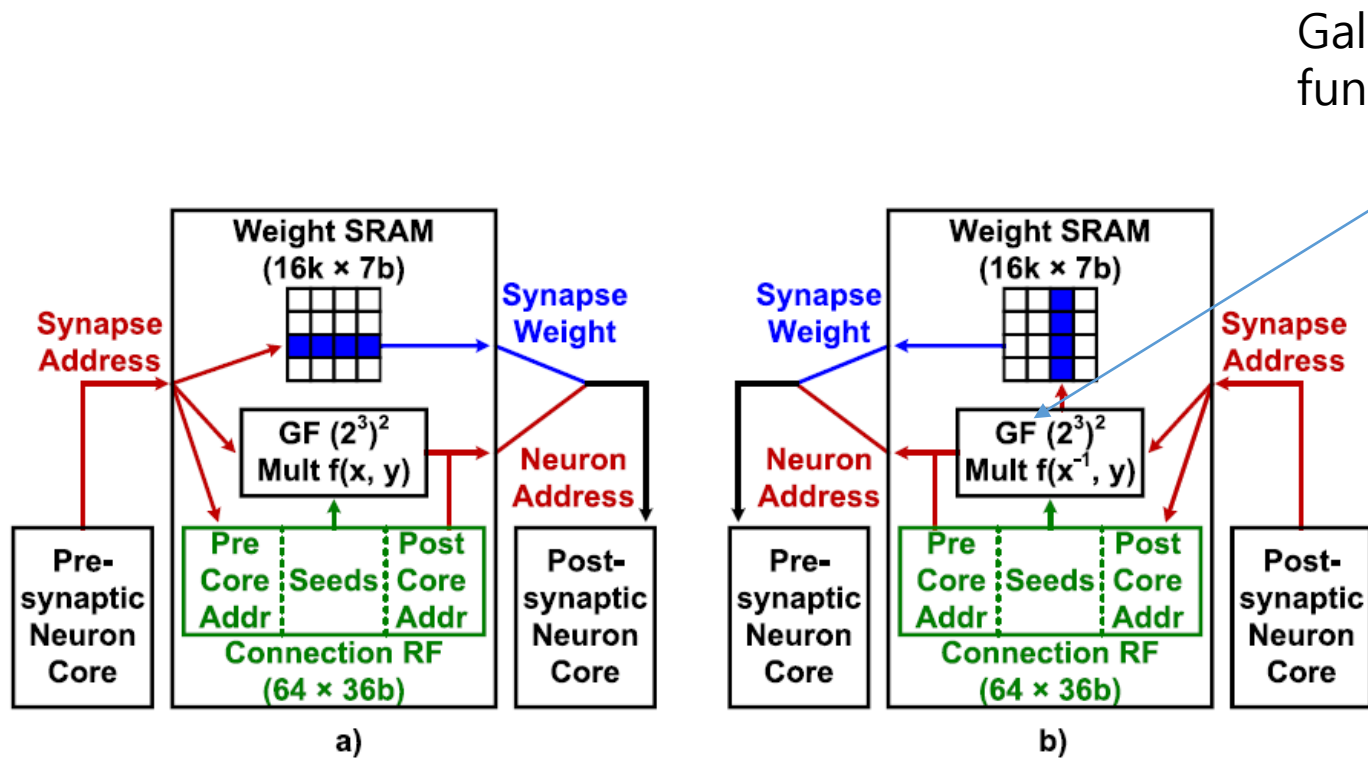 Gal
fun
Weight SRAM
(16k × 7b)
Synapse
Address
Synapse
Weight
GF (2³)²
Mult f(x, y)
Neuron
Address
Pre-
synaptic
Neuron
Core
Pre
Core
Addr
Seeds
Post
Core
Addr
Connection RF
(64 × 36b)
Post-
synaptic
Neuron
Core
a)
Weight SRAM
(16k × 7b)
Synapse
Weight
Synapse
Address
GF (2³)²
Mult f(x⁻¹, y)
Neuron
Address
Pre-
synaptic
Neuron
Core
Pre
Core
Addr
Seeds
Post
Core
Addr
Connection RF
(64 × 36b)
Post-
synaptic
Neuron
Core
b)